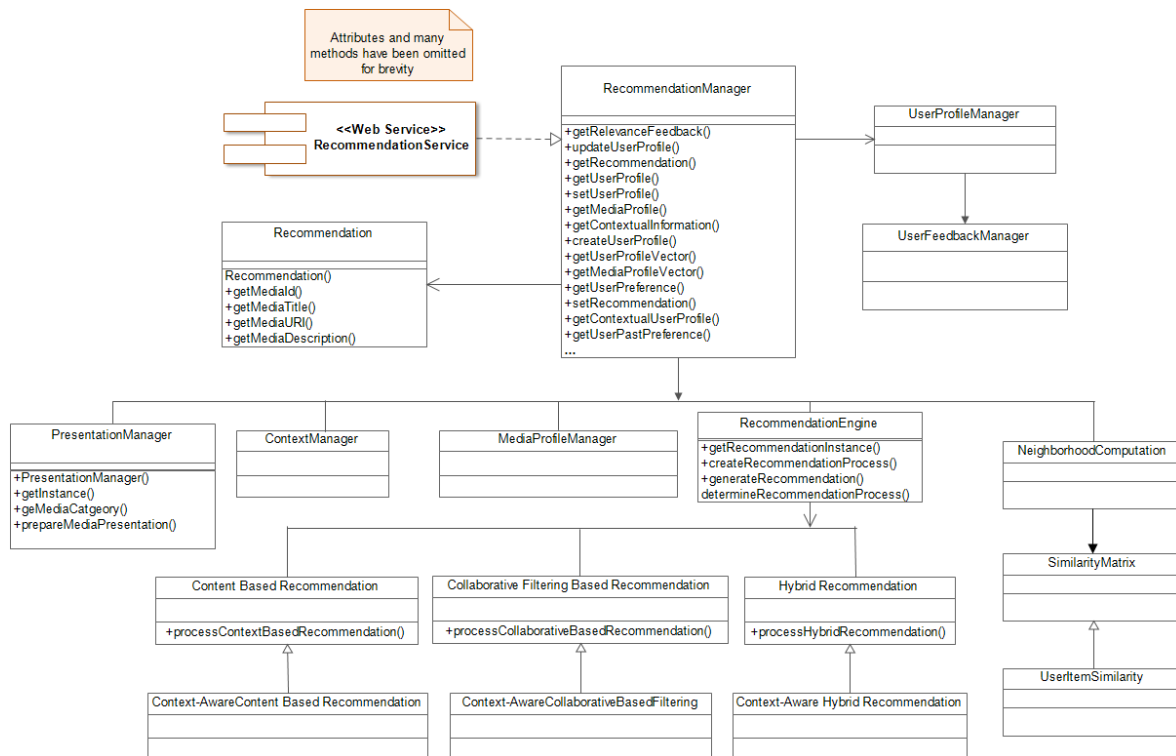 Attributes and many
methods have been omitted
for brevity
<<Web Service>>
RecommendationService
RecommendationManager
+getRelevanceFeedback()
+updateUserProfile()
+getRecommendation()
+getUserProfile()
+setUserProfile()
+getMediaProfile()
+getContextualInformation()
+createUserProfile()
+getUserProfileVector()
+getMediaProfileVector()
+getUserPreference()
+setRecommendation()
+getContextualUserProfile()
+getUserPastPreference()
...
UserProfileManager
UserFeedbackManager
Recommendation
Recommendation()
+getMediaId()
+getMediaTitle()
+getMediaURI()
+getMediaDescription()
PresentationManager
+PresentationManager()
+getInstance()
+geMediaCatgeory()
+prepareMediaPresentation()
ContextManager
MediaProfileManager
RecommendationEngine
+getRecommendationInstance()
+createRecommendationProcess()
+generateRecommendation()
determineRecommendationProcess()
NeighborhoodComputation
SimilarityMatrix
UserItemSimilarity
Content Based Recommendation
+processContextBasedRecommendation()
Collaborative Filtering Based Recommendation
+processCollaborativeBasedRecommendation()
Hybrid Recommendation
+processHybridRecommendation()
Context-AwareContent Based Recommendation
Context-AwareCollaborativeBasedFiltering
Context-Aware Hybrid Recommendation